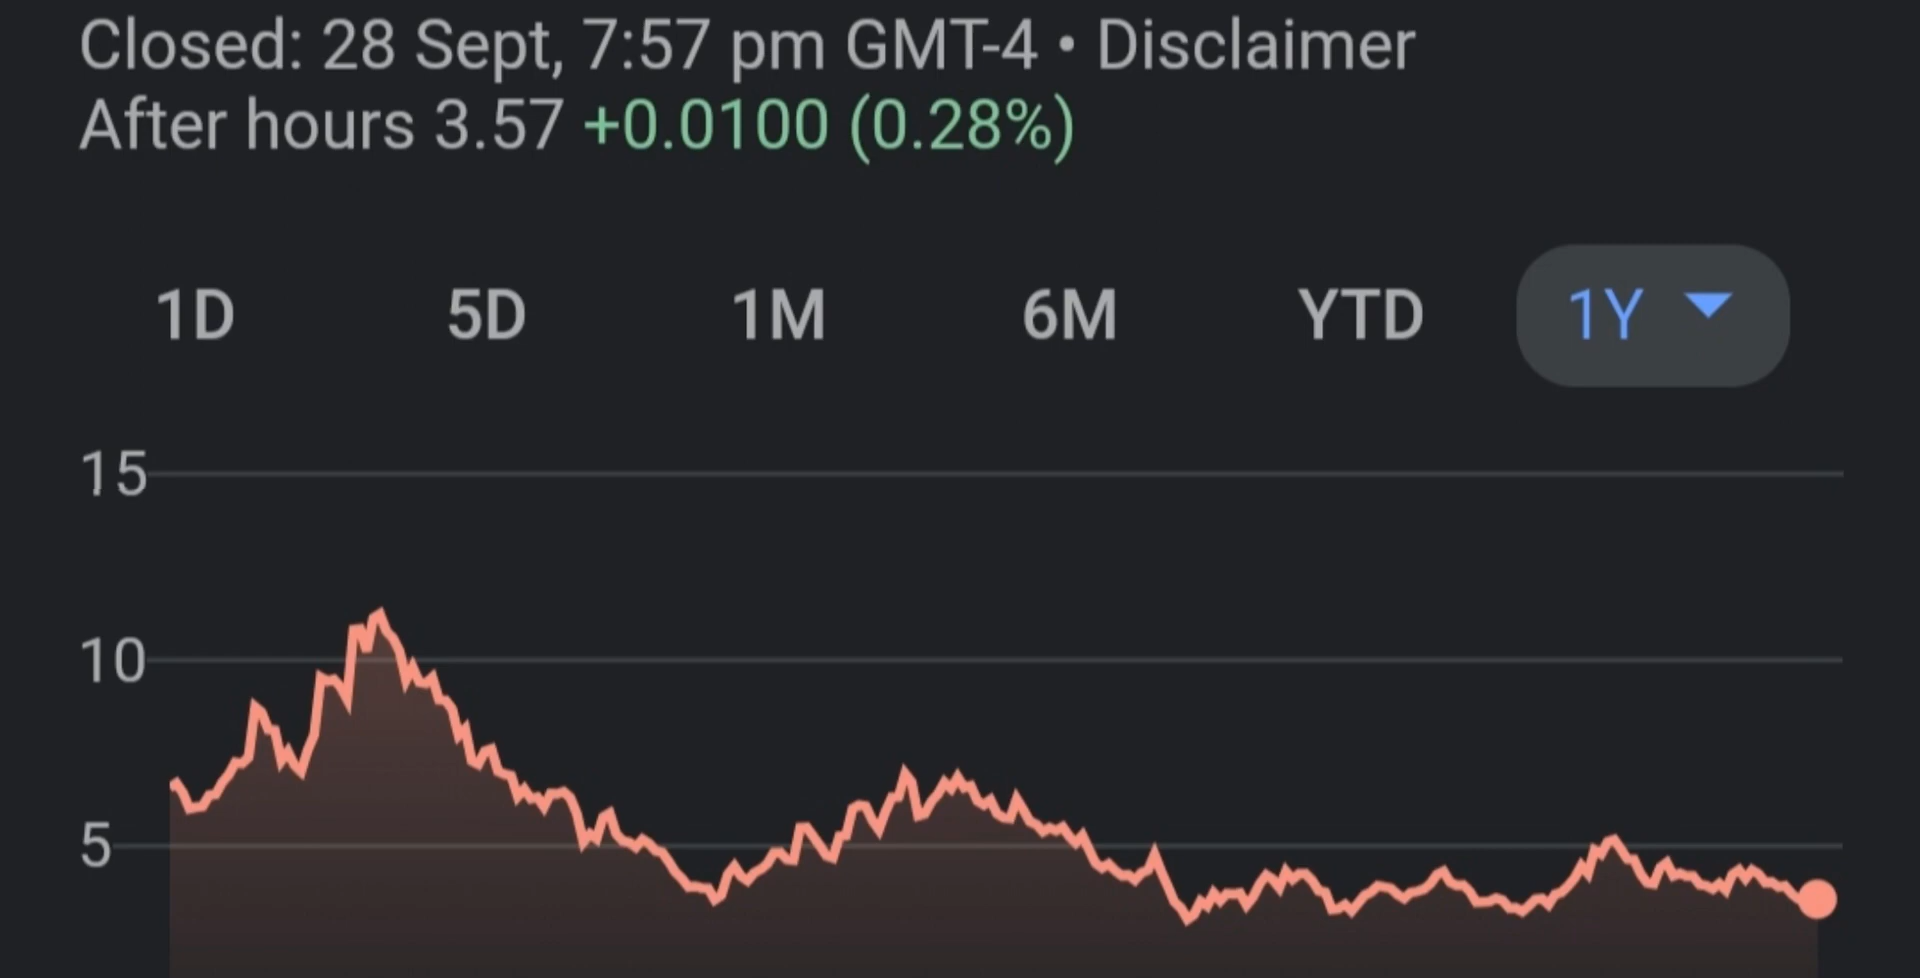 Closed: 28 Sept, 7:57 pm GMT-4 • Disclaimer
After hours 3.57 +0.0100 (0.28%)
1D 5D 1M 6M YTD 1Y
15
10
5